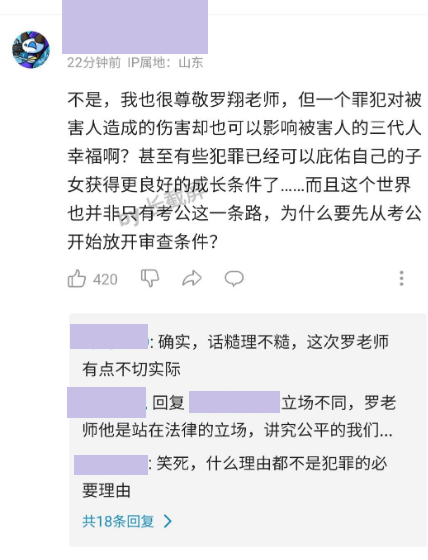 22分钟前 IP属地：山东
不是，我也很尊敬罗翔老师，但一个罪犯对被
害人造成的伤害却也可以影响被害人的三代人
幸福啊？甚至有些犯罪已经可以庇佑自己的子
女获得更良好的成长条件了......而且这个世界
也并非只有考公这一条路，为什么要先从考公
开始放开审查条件？
by 长截屏
420
: 确实，话糙理不糙，这次罗老师
有点不切实际
回复 立场不同，罗老
师他是站在法律的立场，讲究公平的我们...
: 笑死，什么理由都不是犯罪的必
要理由
共18条回复